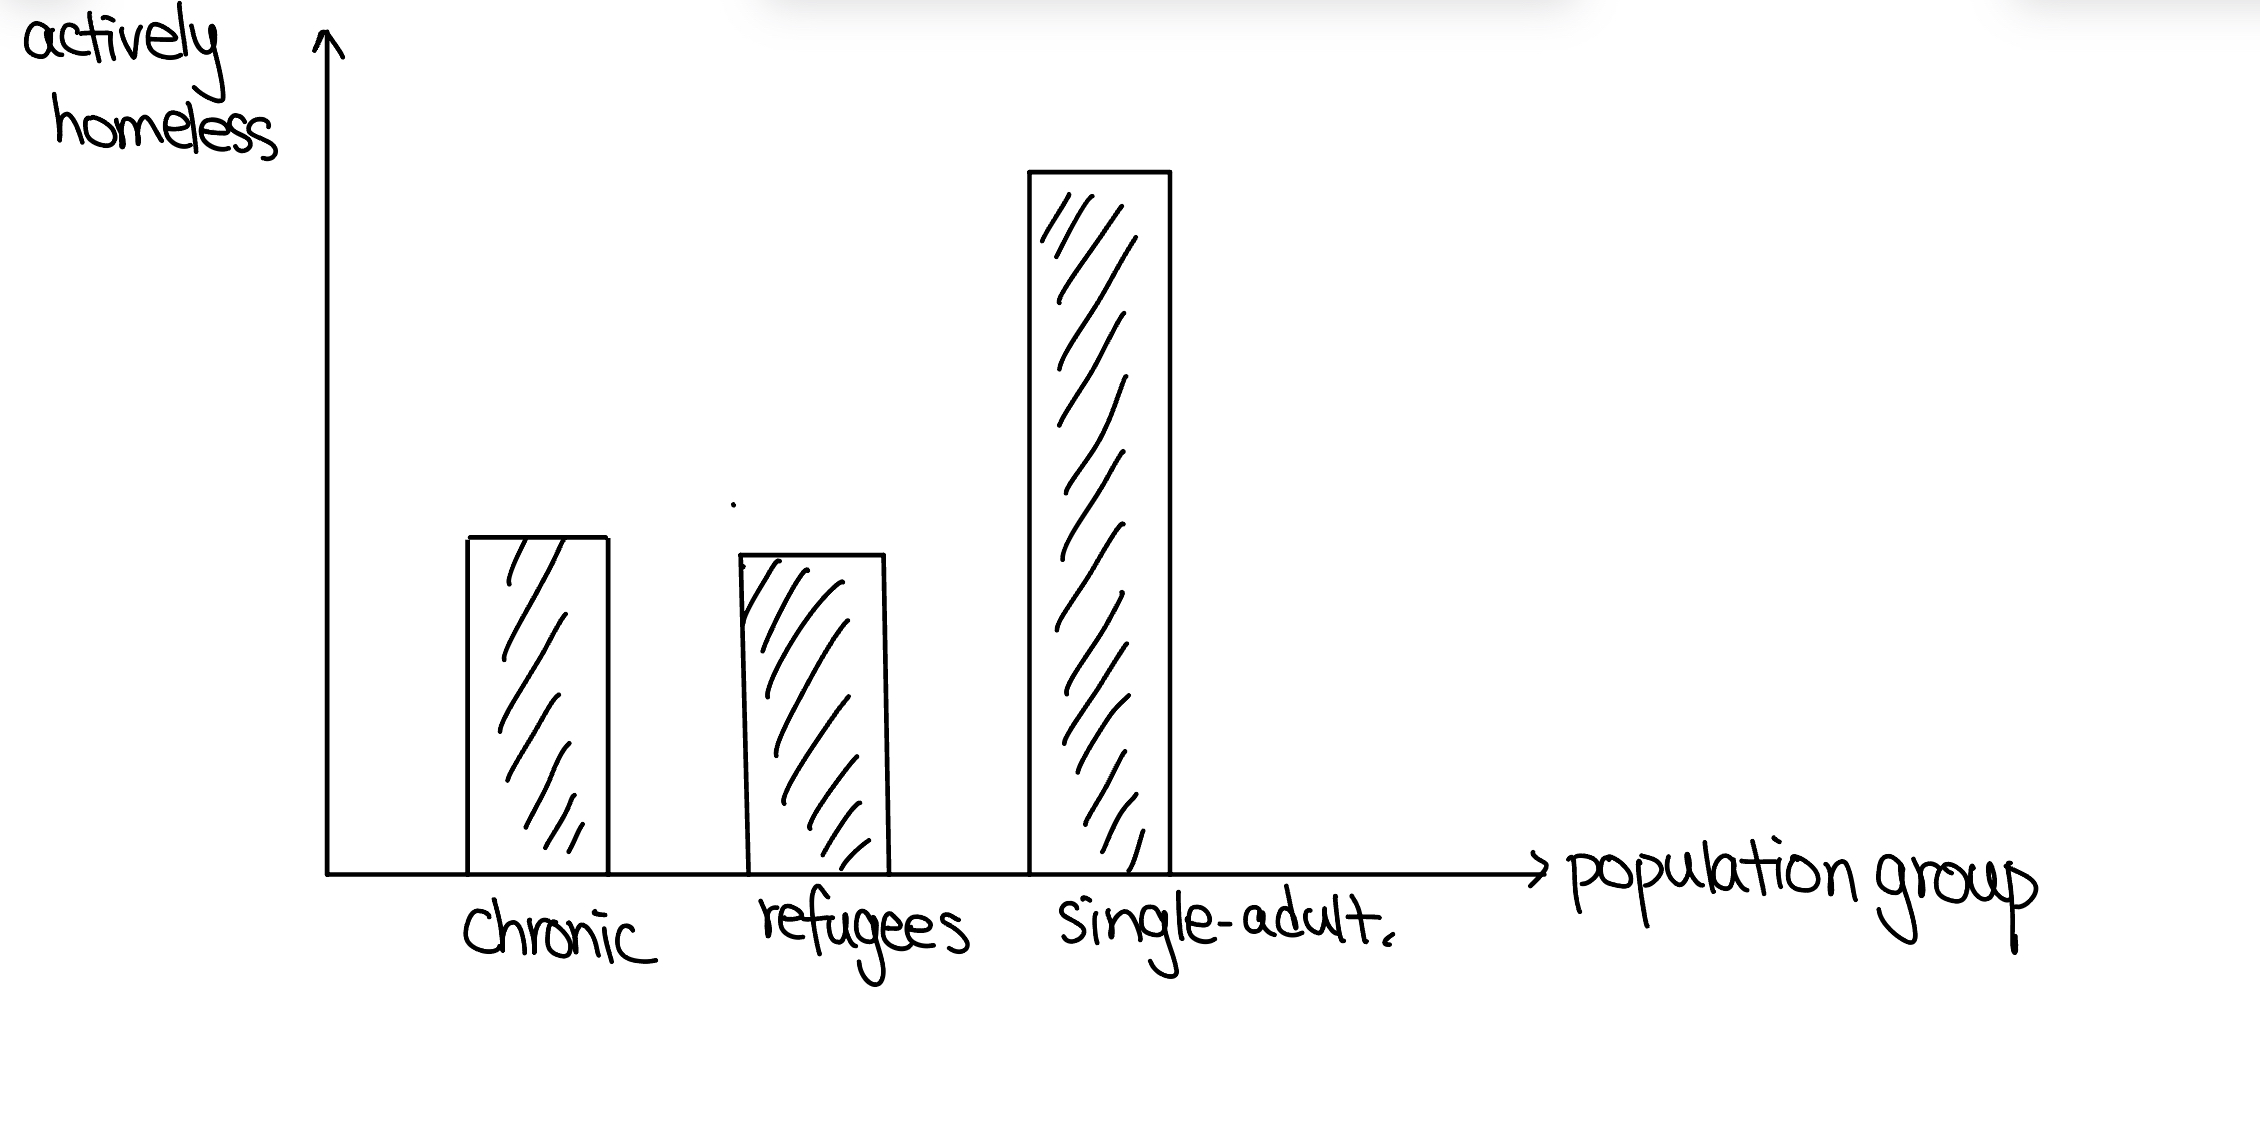 actively
homeless
chronic refugees single-adult.
population group